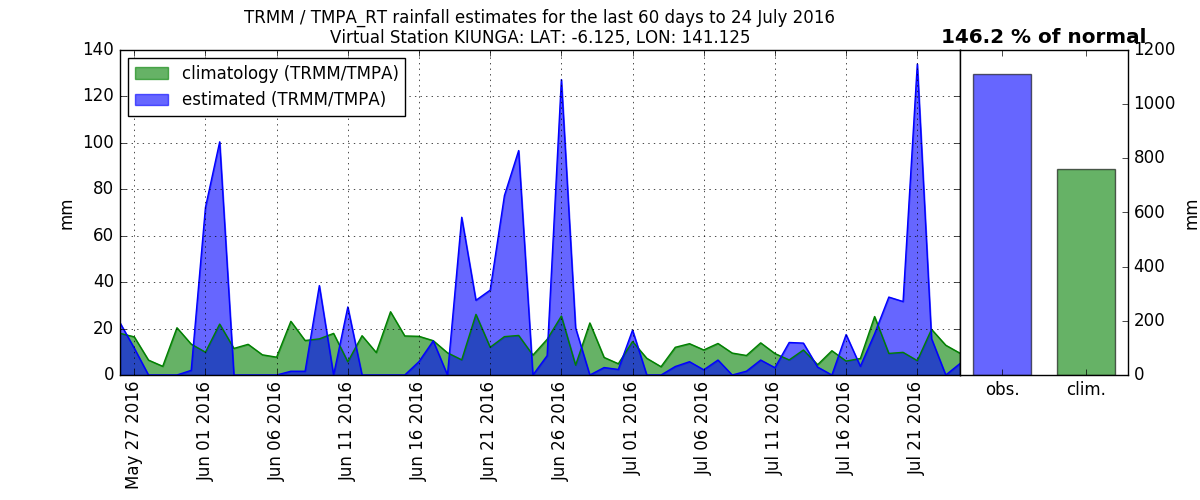 TRMM / TMPA_RT rainfall estimates for the last 60 days to 24 July 2016
Virtual Station KIUNGA: LAT: -6.125, LON: 141.125
146.2 % of normal
climatology (TRMM/TMPA)
estimated (TRMM/TMPA)
mm
140
120
100
80
60
40
20
0
May 27 2016
Jun 01 2016
Jun 06 2016
Jun 11 2016
Jun 16 2016
Jun 21 2016
Jun 26 2016
Jul 01 2016
Jul 06 2016
Jul 11 2016
Jul 16 2016
Jul 21 2016
obs.
clim.
1200
1000
800
600
400
200
0
mm